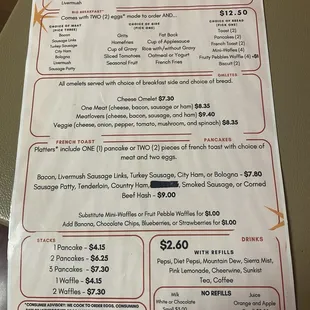 Livermush
BIG BREAKFAST*
$12.50
Comes with TWO (2) eggs* made to order AND...
CHOICE OF MEAT
(PICK THREE)
Bacon
Sausage Links
Turkey Sausage
City Ham
Bologna
Livermush
Sausage Patty
CHOICE OF SIDE
(PICK ONE)
Grits
Homefries
Cup of Gravy
Sliced Tomatoes
Seasonal Fruit
Fat Back
Cup of Applesauce
Rice with/without Gravy
Oatmeal or Yogurt
French Fries
CHOICE OF BREAD
(PICK ONE)
Toast (2)
Pancakes (2)
French Toast (2)
Mini-Waffles (4)
Fruity Pebbles Waffle (4)
Biscuit (2)
OMELETS
All omelets served with choice of breakfast side and choice of bread.
Cheese Omelet $7.30
One Meat (cheese, bacon, sausage or ham) $8.35
Meatlovers (cheese, bacon, sausage, and ham) $9.40
Veggie (cheese, onion, pepper, tomato, mushroom, and spinach) $8.35
FRENCH TOAST
PANCAKES
Platters* include ONE (1) pancake or TWO (2) pieces of french toast with choice of
meat and two eggs.
Bacon, Livermush Sausage Links, Turkey Sausage, City Ham, or Bologna - $7.80
Sausage Patty, Tenderloin, Country Ham, Smoked Sausage, or Corned
Beef Hash - $9.00
Substitute Mini-Waffles or Fruit Pebble Waffles for $1.00
Add Banana, Chocolate Chips, Blueberries, or Strawberries for $1.00
STACKS
1 Pancake - $4.15
2 Pancakes - $6.25
3 Pancakes - $7.30
1 Waffle - $4.15
2 Waffles - $7.30
DRINKS
$2.60
WITH REFILLS
Pepsi, Diet Pepsi, Mountain Dew, Sierra Mist,
Pink Lemonade, Cheerwine, Sunkist
Tea, Coffee
NO REFILLS
Milk
White or Chocolate
Juice
Orange and Apple
*CONSUMER ADVISORY: WE COOK TO ORDER EGGS. CONSUMING